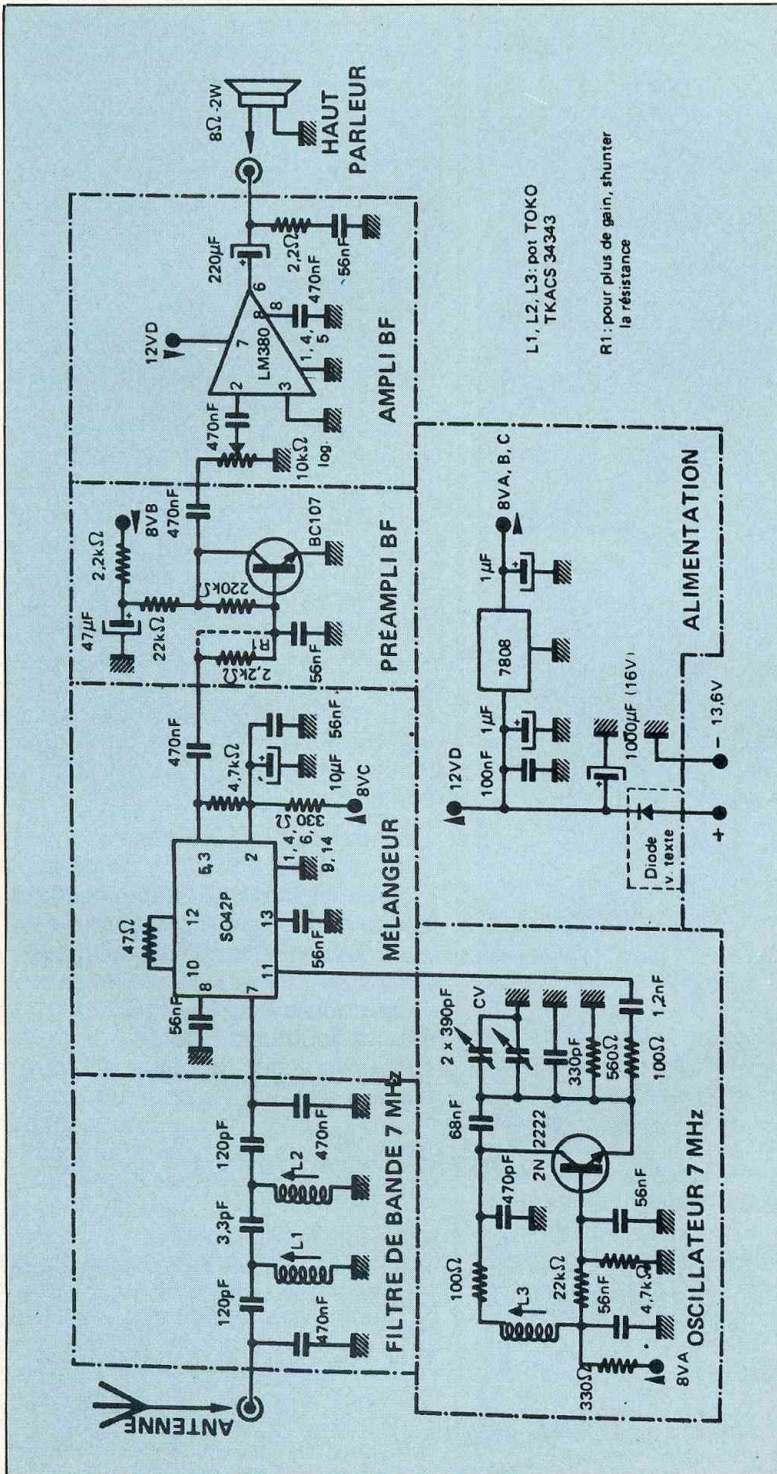 ANTENNE
470nF
120pF
L1
3,3pF
L2
120pF
470nF
FILTRE DE BANDE 7 MHz
56nF
47Ω
10
12
8
7
11
13
SO42P
5,3
2
1, 4,
6,
9, 14
56nF
4,7kΩ
330Ω
8VC
10µF
56nF
470nF
MÉLANGEUR
2,2kΩ
R1
56nF
220kΩ
22kΩ
47µF
2,2kΩ
8VB
BC107
470nF
PRÉAMPLI BF
10kΩ
log.
470nF
2
3
LM380
7
12VD
6
8
8
1, 4,
5
470nF
220µF
2,2Ω
56nF
AMPLI BF
8Ω-2W
HAUT
PARLEUR
330Ω
8VA
L3
100Ω
470pF
22kΩ
56nF
4,7kΩ
56nF
2N 2222
68nF
2 x 390pF
CV
330pF
560Ω
100Ω
1,2nF
OSCILLATEUR 7 MHz
Diode
v. texte
+
– 13,6V
1000µF (16V)
12VD
100nF
1µF
7808
1µF
8VA, B, C
ALIMENTATION
L1, L2, L3: pot TOKO
TKACS 34343
R1: pour plus de gain, shunter
la résistance